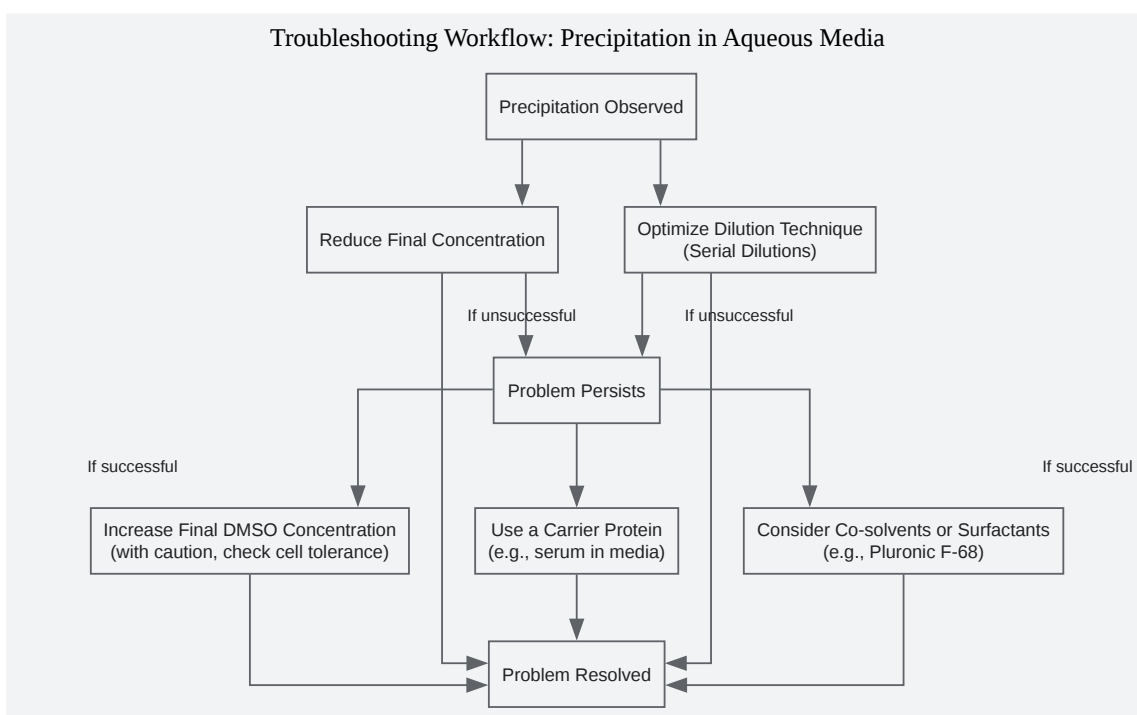 Troubleshooting Workflow: Precipitation in Aqueous Media
Precipitation Observed
Reduce Final Concentration
Optimize Dilution Technique
(Serial Dilutions)
If unsuccessful
If unsuccessful
Problem Persists
If successful
If successful
Increase Final DMSO Concentration
(with caution, check cell tolerance)
Use a Carrier Protein
(e.g., serum in media)
Consider Co-solvents or Surfactants
(e.g., Pluronic F-68)
Problem Resolved